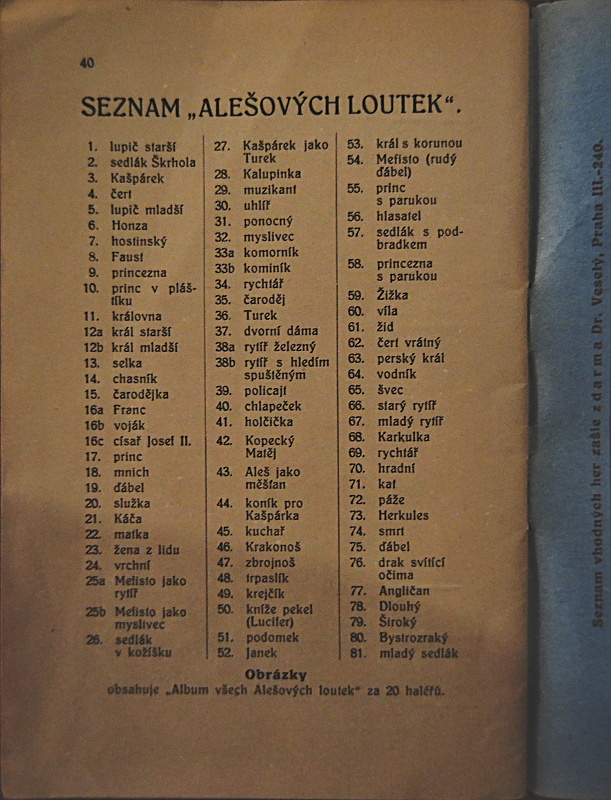 40
SEZNAM „ALEŠOVÝCH LOUTEK“.
1. lupič starší
2. sedlák Škrhola
3. Kašpárek
4. čert
5. lupič mladší
6. Honza
7. hostinský
8. Faust
9. princezna
10. princ v pláš-
tíku
11. královna
12a král starší
12b král mladší
13. selka
14. chasník
15. čarodějka
16a Franc
16b voják
16c císař Josef II.
17. princ
18. mnich
19. ďábel
20. služka
21. Káča
22. matka
23. žena z lidu
24. vrchní
25a Mefisto jako
rytíř
25b Mefisto jako
myslivec
26. sedlák
v kožíšku
27. Kašpárek jako
Turek
28. Kalupinka
29. muzikant
30. uhlíř
31. ponocný
32. myslivec
33a komorník
33b kominík
34. rychtář
35. čaroděj
36. Turek
37. dvorní dáma
38a rytíř železný
38b rytíř s hledím
spuštěným
39. policajt
40. chlapeček
41. holčička
42. Kopecký
Matěj
43. Aleš jako
měšťan
44. koník pro
Kašpárka
45. kuchař
46. Krakonoš
47. zbrojnoš
48. trpaslík
49. krejčík
50. kníže pekel
(Lucifer)
51. podomek
52. Janek
53. král s korunou
54. Mefisto (rudý
ďábel)
55. princ
s parukou
56. hlasatel
57. sedlák s pod-
bradkem
58. princezna
s parukou
59. Žižka
60. víla
61. žid
62. čert vrátný
63. perský král
64. vodník
65. švec
66. starý rytíř
67. mladý rytíř
68. Karkulka
69. rychtář
70. hradní
71. kat
72. páže
73. Herkules
74. smrt
75. ďábel
76. drak svítící
očima
77. Angličan
78. Dlouhý
79. Široký
80. Bystrozraký
81. mladý sedlák
Obrázky
obsahuje „Album všech Alešových loutek“ za 20 haléřů.
Seznam vhodných her zašle zdarma Dr. Veselý, Praha III.-240.